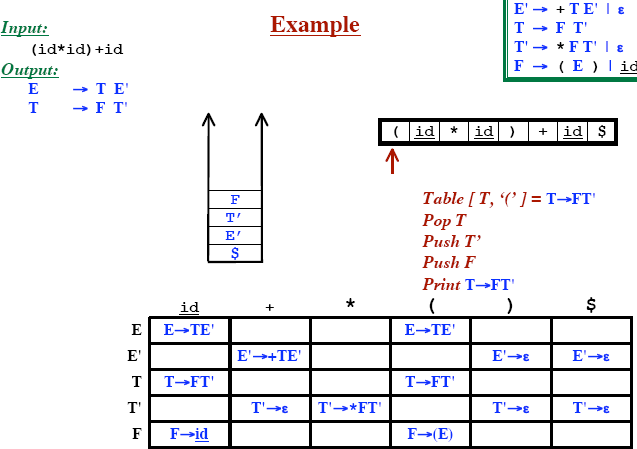 Example
E' → + T E' | ε
T → F T'
T' → * F T' | ε
F → ( E ) | id
Input:
(id*id)+id
Output:
E → T E'
T → F T'
( id * id ) + id $
F
T'
E'
$
Table [ T, ‘(’ ] = T→FT'
Pop T
Push T’
Push F
Print T→FT'
id + * ( ) $
E E→TE' E→TE'
E' E'→+TE' E'→ε E'→ε
T T→FT' T→FT'
T' T'→ε T'→*FT' T'→ε T'→ε
F F→id F→(E)